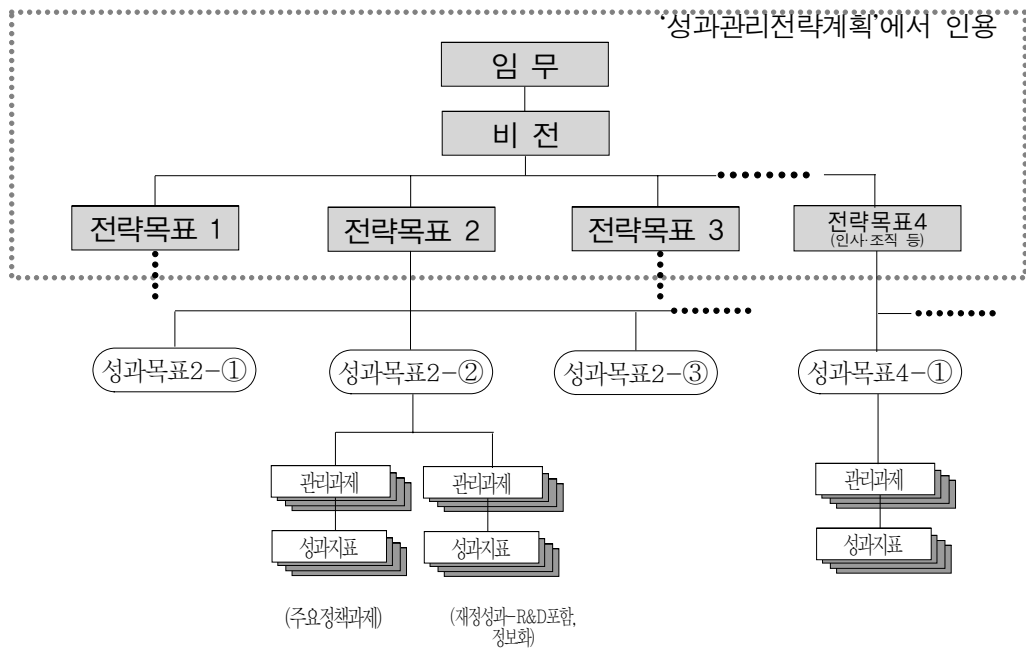 ‘성과관리전략계획’에서 인용
임 무
비 전
전략목표 1
전략목표 2
전략목표 3
전략목표4
(인사·조직 등)
성과목표2-①
성과목표2-②
성과목표2-③
성과목표4-①
관리과제
관리과제
관리과제
성과지표
성과지표
성과지표
(주요정책과제)
(재정성과-R&D포함,
정보화)